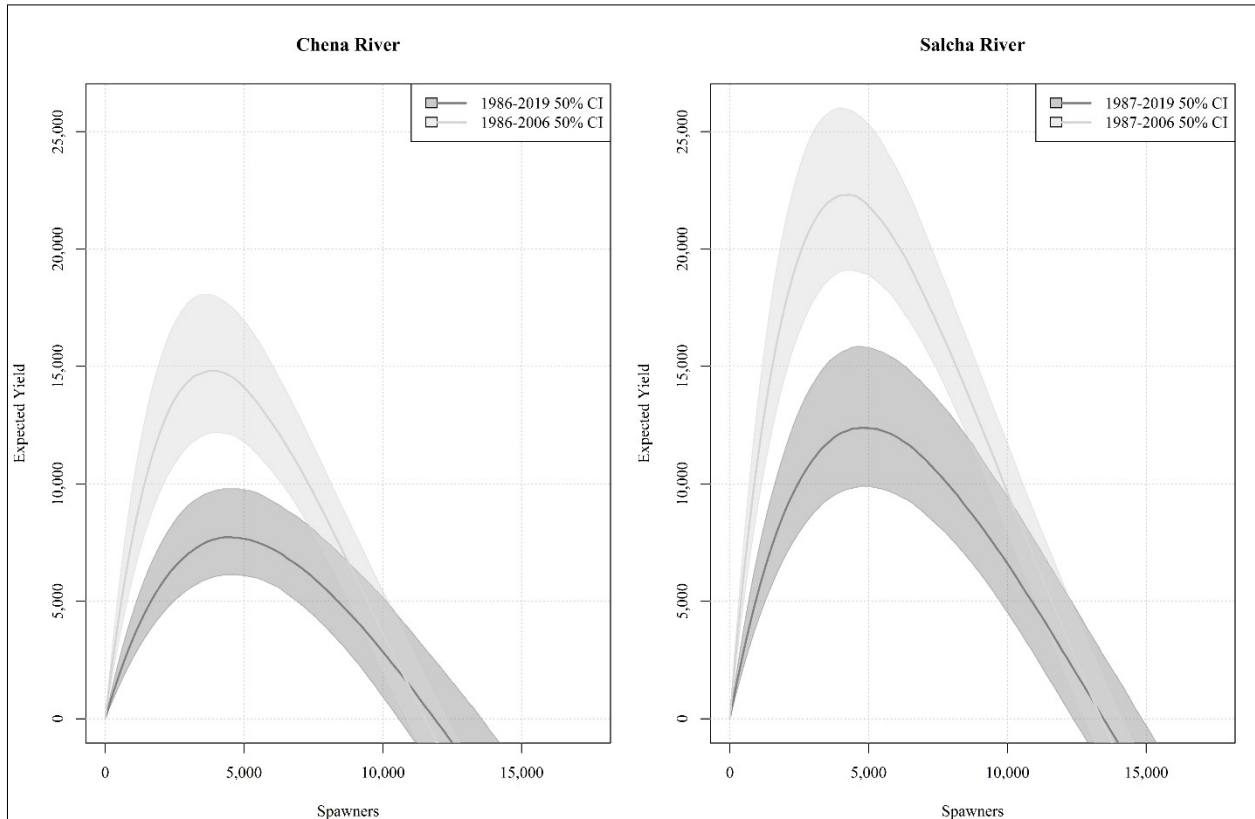 Chena River
1986-2019 50% CI
1986-2006 50% CI
25,000
20,000
15,000
10,000
5,000
0
Expected Yield
0 5,000 10,000 15,000
Spawners
Salcha River
1987-2019 50% CI
1987-2006 50% CI
25,000
20,000
15,000
10,000
5,000
0
Expected Yield
0 5,000 10,000 15,000
Spawners